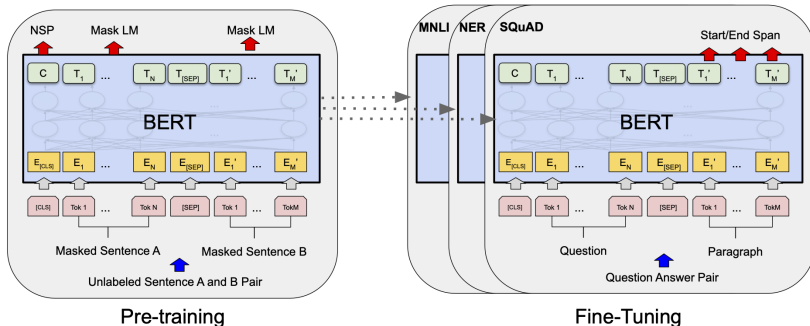 NSP Mask LM Mask LM
C T1 ... TN T[SEP] T1' ... TM'
BERT
E[CLS] E1 ... EN E[SEP] E1' ... EM'
[CLS] Tok 1 ... Tok N [SEP] Tok 1 ... TokM
Masked Sentence A Masked Sentence B
Unlabeled Sentence A and B Pair
Pre-training
MNLI NER SQuAD
Start/End Span
C T1 ... TN T[SEP] T1' ... TM'
BERT
E[CLS] E1 ... EN E[SEP] E1' ... EM'
[CLS] Tok 1 ... Tok N [SEP] Tok 1 ... TokM
Question Paragraph
Question Answer Pair
Fine-Tuning